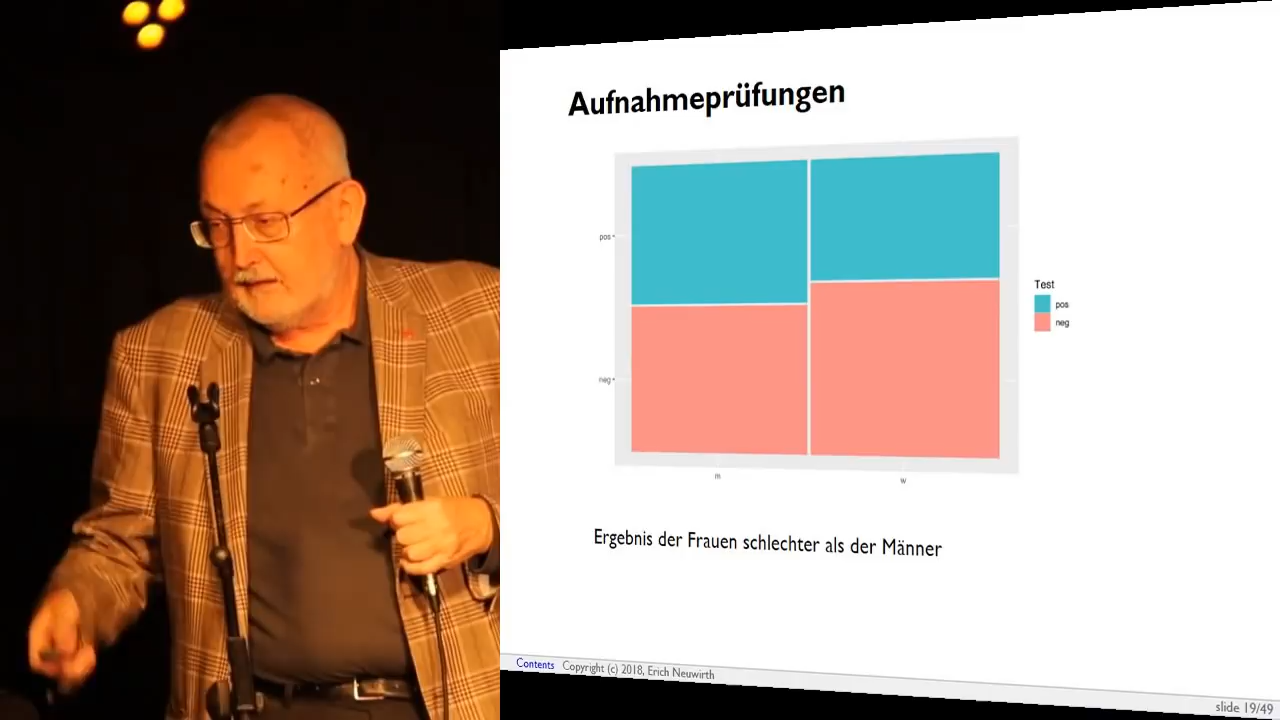 Aufnahmeprüfungen
pos
neg
m
w
Test
pos
neg
Ergebnis der Frauen schlechter als der Männer
Contents Copyright (c) 2018, Erich Neuwirth
slide 19/49